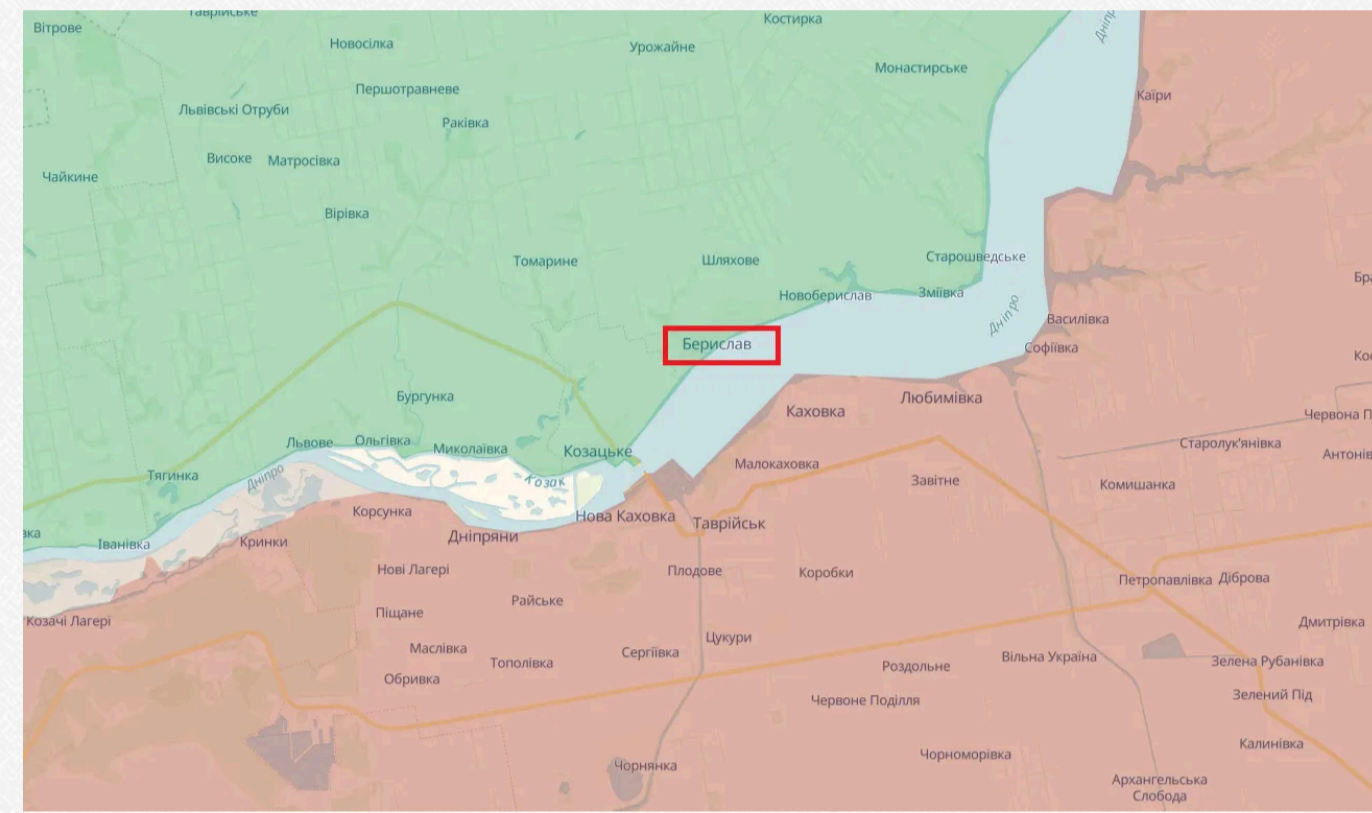 Таврійське
Костирка
Вітрове
Новосілка
Урожайне
Монастирське
Першотравневе
Каїри
Львівські Отруби
Раківка
Високе
Матросівка
Чайкине
Вірівка
Томарине
Шляхове
Старошведське
Новоберислав
Зміївка
Дніпро
Василівка
Берислав
Софіївка
Бургунка
Каховка
Любимівка
Червона П
Львове
Ольгівка
Миколаївка
Козацьке
Старолук'янівка
Антонів
Тягинка
Дніпро
Козак
Малокаховка
Завітне
Комишанка
Корсунка
Нова Каховка
Таврійськ
Дніпряни
вка
Іванівка
Кринки
Нові Лагері
Плодове
Коробки
Петропавлівка
Діброва
Райське
Піщане
Козачі Лагері
Дмитрівка
Маслівка
Тополівка
Сергіївка
Цукури
Роздольне
Вільна Україна
Зелена Рубанівка
Обривка
Червоне Поділля
Зелений Під
Чорнянка
Чорноморівка
Калинівка
Архангельська
Слобода